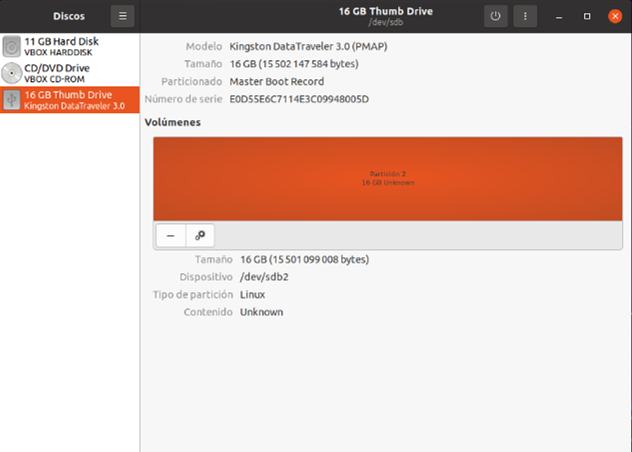 Discos
16 GB Thumb Drive
/dev/sdb
11 GB Hard Disk
VBOX HARDDISK
CD/DVD Drive
VBOX CD-ROM
16 GB Thumb Drive
Kingston DataTraveler 3.0
Modelo Kingston DataTraveler 3.0 (PMAP)
Tamaño 16 GB (15 502 147 584 bytes)
Particionado Master Boot Record
Número de serie E0D55E6C7114E3C09948005D
Volúmenes
Partición 2
16 GB Unknown
Tamaño 16 GB (15 501 099 008 bytes)
Dispositivo /dev/sdb2
Tipo de partición Linux
Contenido Unknown